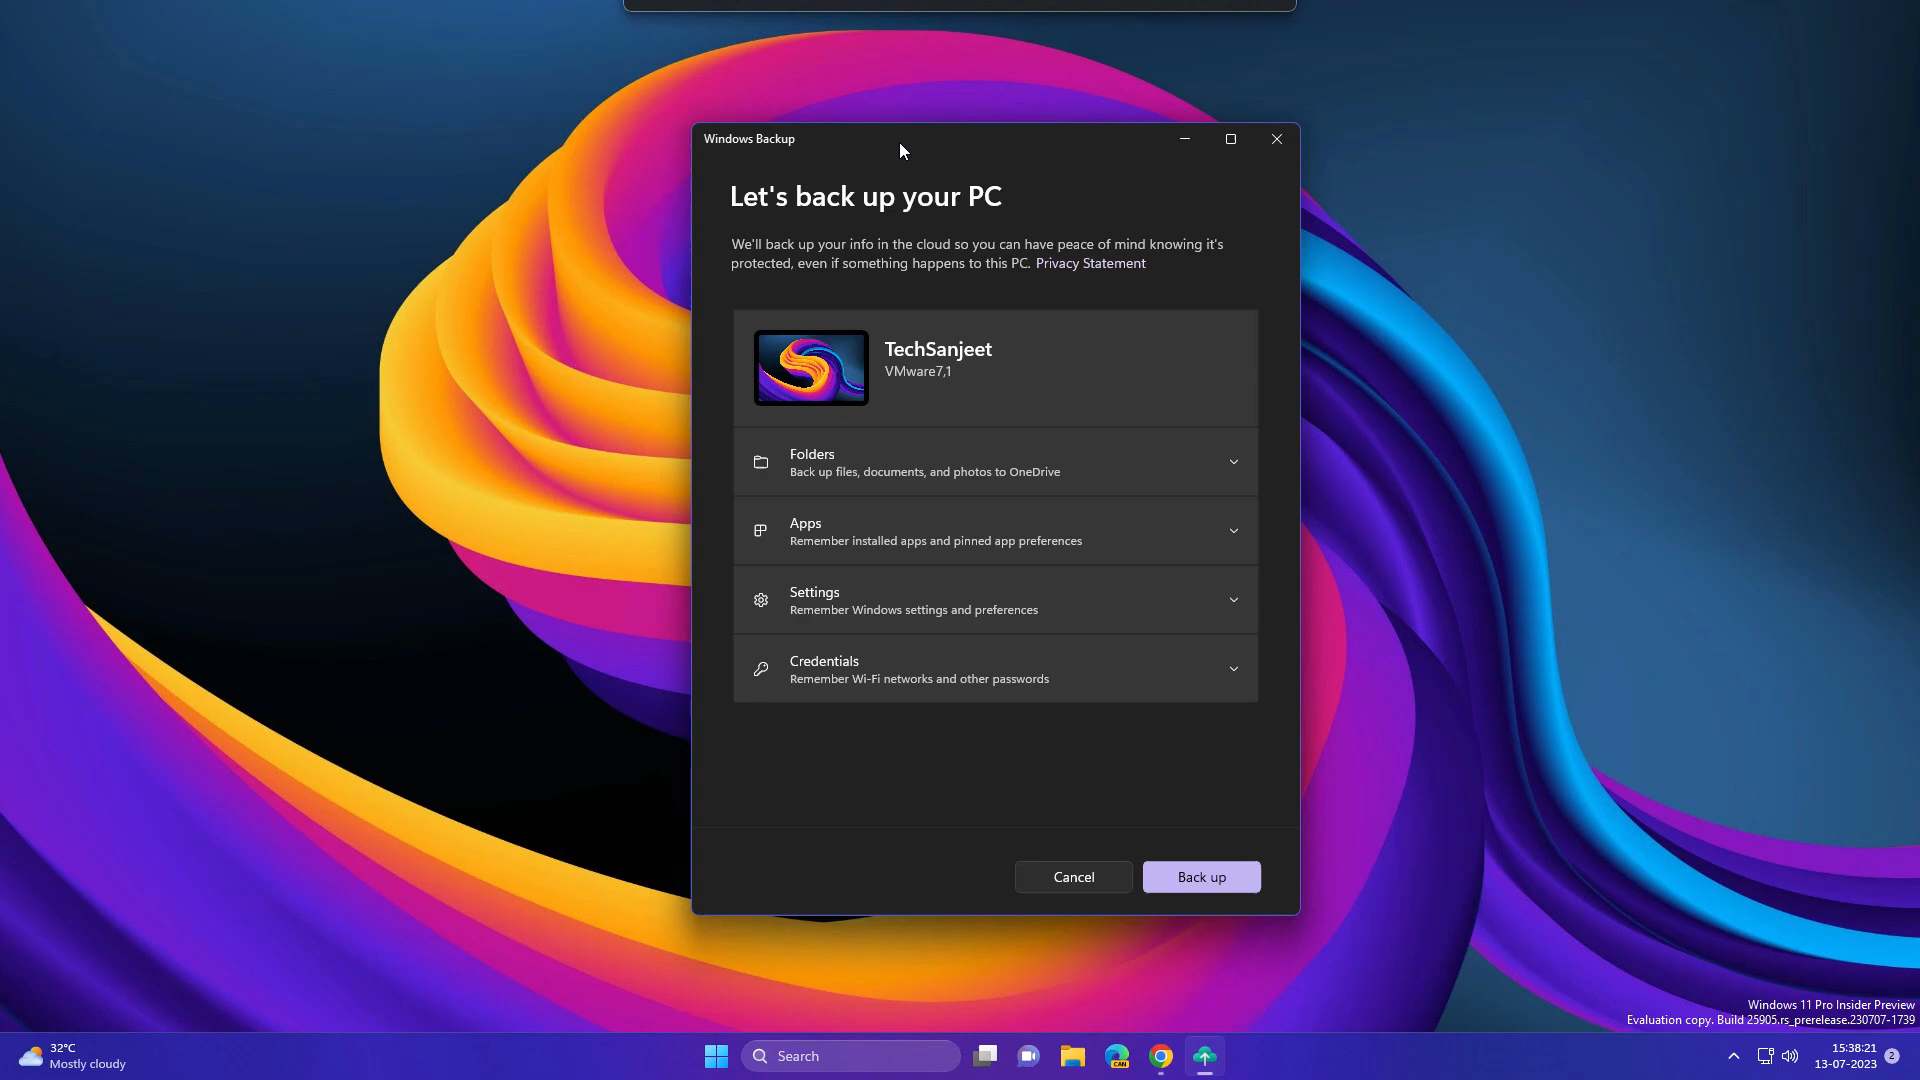 Windows Backup
Let's back up your PC
We'll back up your info in the cloud so you can have peace of mind knowing it's
protected, even if something happens to this PC. Privacy Statement
TechSanjeet
VMware7,1
Folders
Back up files, documents, and photos to OneDrive
Apps
Remember installed apps and pinned app preferences
Settings
Remember Windows settings and preferences
Credentials
Remember Wi-Fi networks and other passwords
Cancel
Back up
Windows 11 Pro Insider Preview
Evaluation copy. Build 25905.rs_prerelease.230707-1739
32°C
Mostly cloudy
Search
CAN
15:38:21
13-07-2023
2